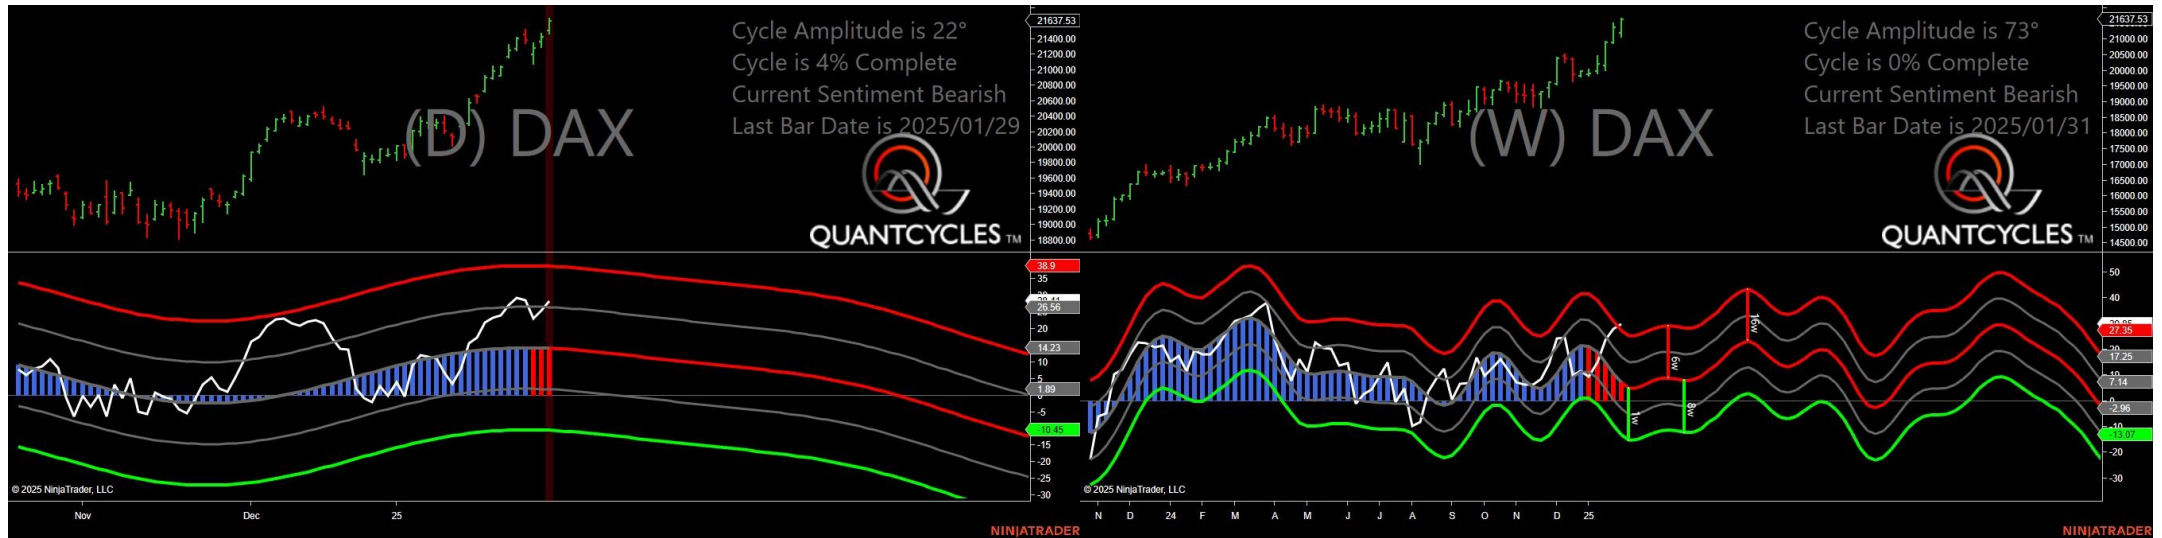 Cycle Amplitude is 22°
Cycle is 4% Complete
Current Sentiment Bearish
Last Bar Date is 2025/01/29
(D) DAX
QUANTCYCLES TM
21637.53
21400.00
21200.00
21000.00
20800.00
20600.00
20400.00
20200.00
20000.00
19800.00
19600.00
19400.00
19200.00
19000.00
18800.00
38.9
35
26.56
20
14.23
10
5
1.89
-5
-10.45
-15
-20
-25
-30
© 2025 NinjaTrader, LLC
Nov
Dec
25
NINJATRADER
Cycle Amplitude is 73°
Cycle is 0% Complete
Current Sentiment Bearish
Last Bar Date is 2025/01/31
(W) DAX
QUANTCYCLES TM
21637.53
21000.00
20500.00
20000.00
19500.00
19000.00
18500.00
18000.00
17500.00
17000.00
16500.00
16000.00
15500.00
15000.00
14500.00
50
40
27.35
17.25
7.14
0
-2.96
-13.07
-20
-30
1w
6w
8w
16w
© 2025 NinjaTrader, LLC
N D 24 F M A M J J A S O N D 25
NINJATRADER